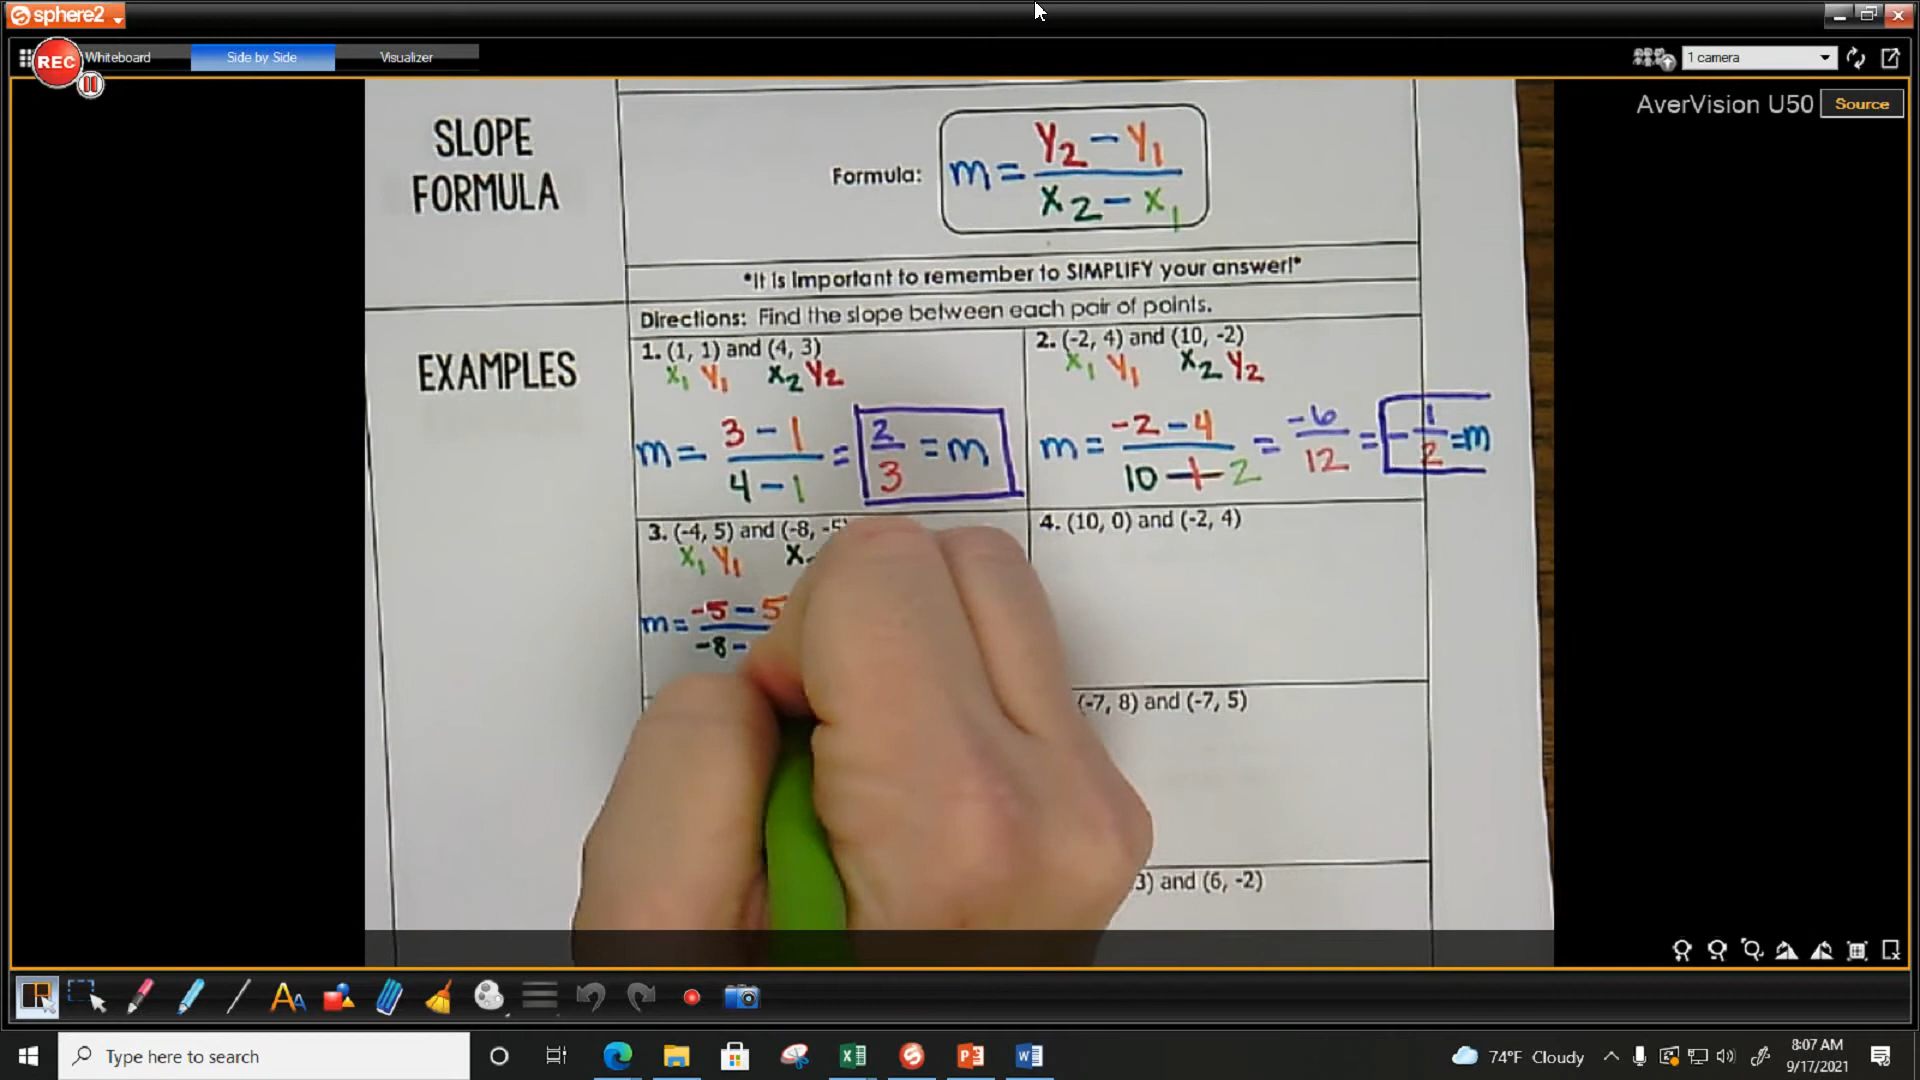 sphere2
REC
Whiteboard
Side by Side
Visualizer
1 camera
AverVision U50
Source
SLOPE
FORMULA
Formula: m = y₂ - y₁ / x₂ - x₁
*It is important to remember to SIMPLIFY your answer!*
EXAMPLES
Directions: Find the slope between each pair of points.
1. (1, 1) and (4, 3)
x₁ y₁ x₂ y₂
m = 3 - 1 / 4 - 1 = 2/3 = m
2. (-2, 4) and (10, -2)
x₁ y₁ x₂ y₂
m = -2 - 4 / 10 + 2 = -6/12 = -1/2 = m
3. (-4, 5) and (-8, -5)
x₁ y₁ x
m = -5 - 5 / -8 -
4. (10, 0) and (-2, 4)
(-7, 8) and (-7, 5)
3) and (6, -2)
Type here to search
74°F Cloudy
8:07 AM
9/17/2021